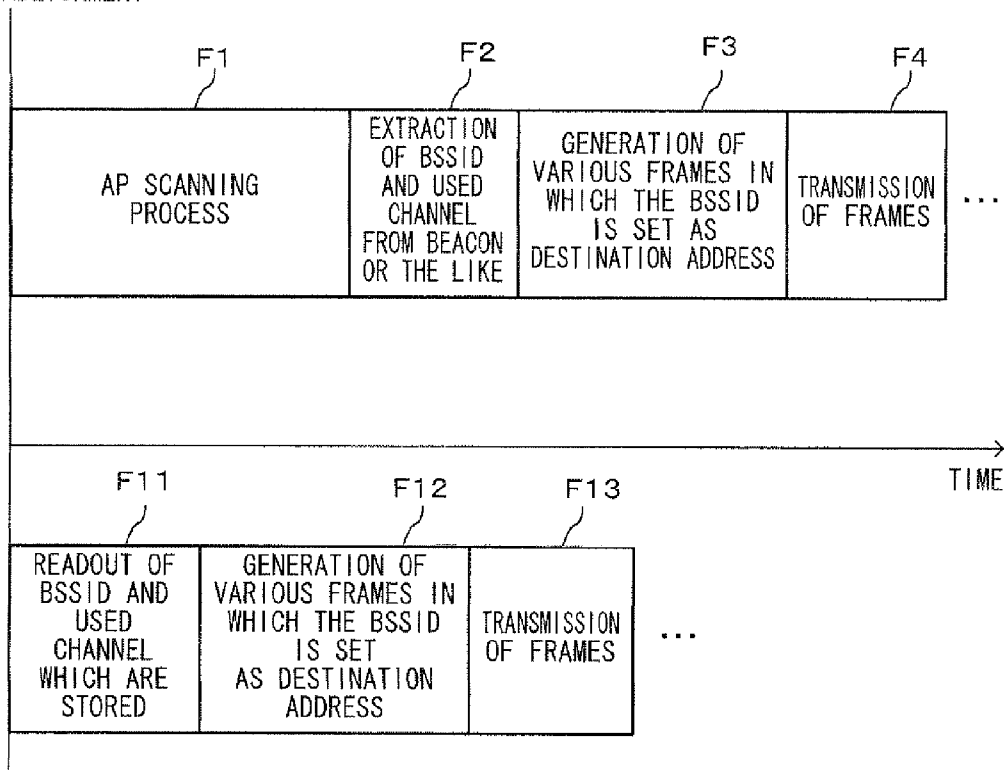 F1
F2
F3
F4
AP SCANNING
PROCESS
EXTRACTION
OF BSSID
AND USED
CHANNEL
FROM BEACON
OR THE LIKE
GENERATION OF
VARIOUS FRAMES IN
WHICH THE BSSID
IS SET AS
DESTINATION ADDRESS
TRANSMISSION
OF FRAMES
...
TIME
F11
F12
F13
READOUT OF
BSSID AND
USED
CHANNEL
WHICH ARE
STORED
GENERATION OF
VARIOUS FRAMES IN
WHICH THE BSSID
IS SET
AS DESTINATION
ADDRESS
TRANSMISSION
OF FRAMES
...